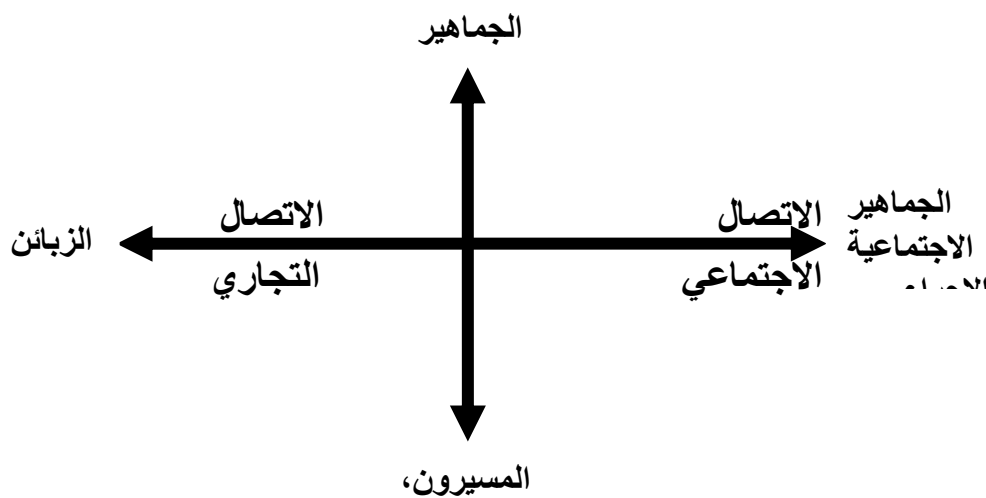 الجماهير
الاتصال
التجاري
الاتصال
الاجتماعي
الجماهير
الاجتماعية
الزبائن
المسيرون،